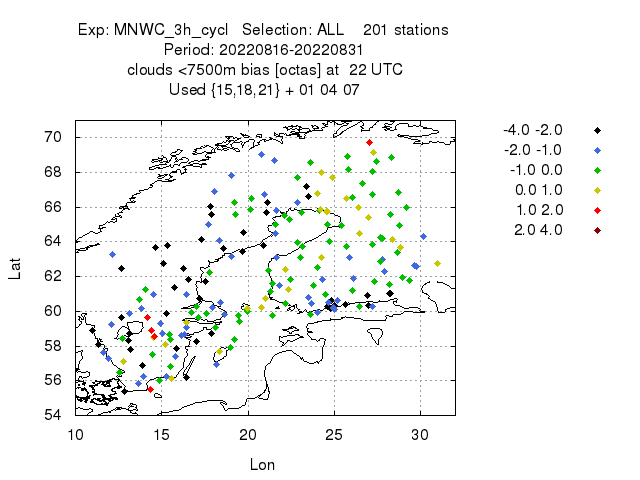 Exp: MNWC_3h_cycl Selection: ALL 201 stations
Period: 20220816-20220831
clouds <7500m bias [octas] at 22 UTC
Used {15,18,21} + 01 04 07
70
68
66
64
62
60
58
56
54
10 15 20 25 30
Lat
Lon
-4.0 -2.0
-2.0 -1.0
-1.0 0.0
0.0 1.0
1.0 2.0
2.0 4.0